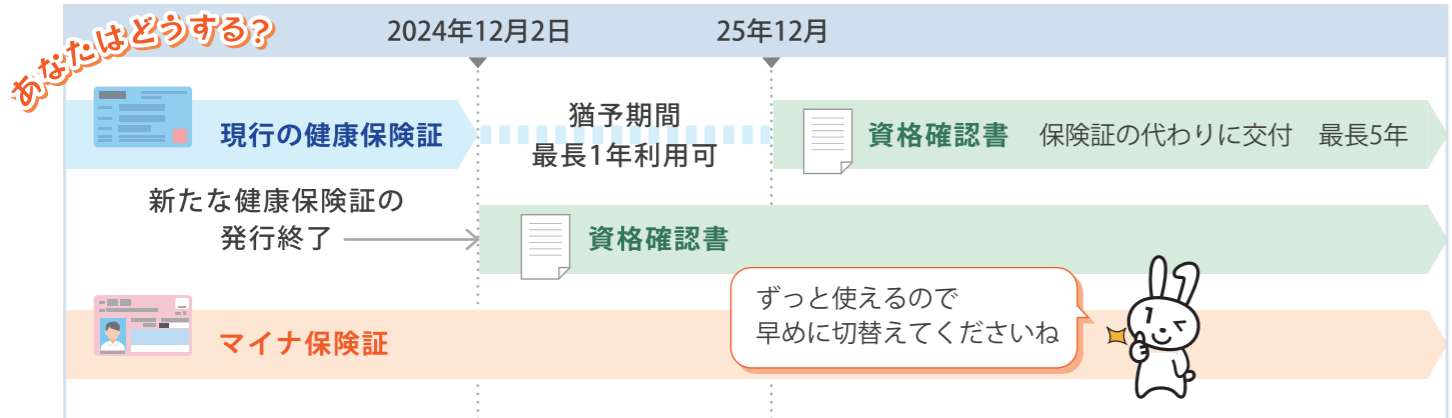 あなたはどうする？
2024年12月2日
25年12月
現行の健康保険証
猶予期間
最長1年利用可
資格確認書　保険証の代わりに交付　最長5年
新たな健康保険証の
発行終了
資格確認書
マイナ保険証
ずっと使えるので
早めに切替えてくださいね